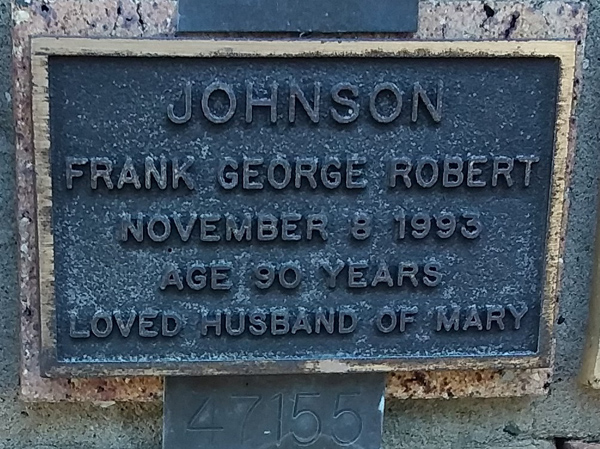 JOHNSON
FRANK GEORGE ROBERT
NOVEMBER 8 1993
AGE 90 YEARS
LOVED HUSBAND OF MARY
47155